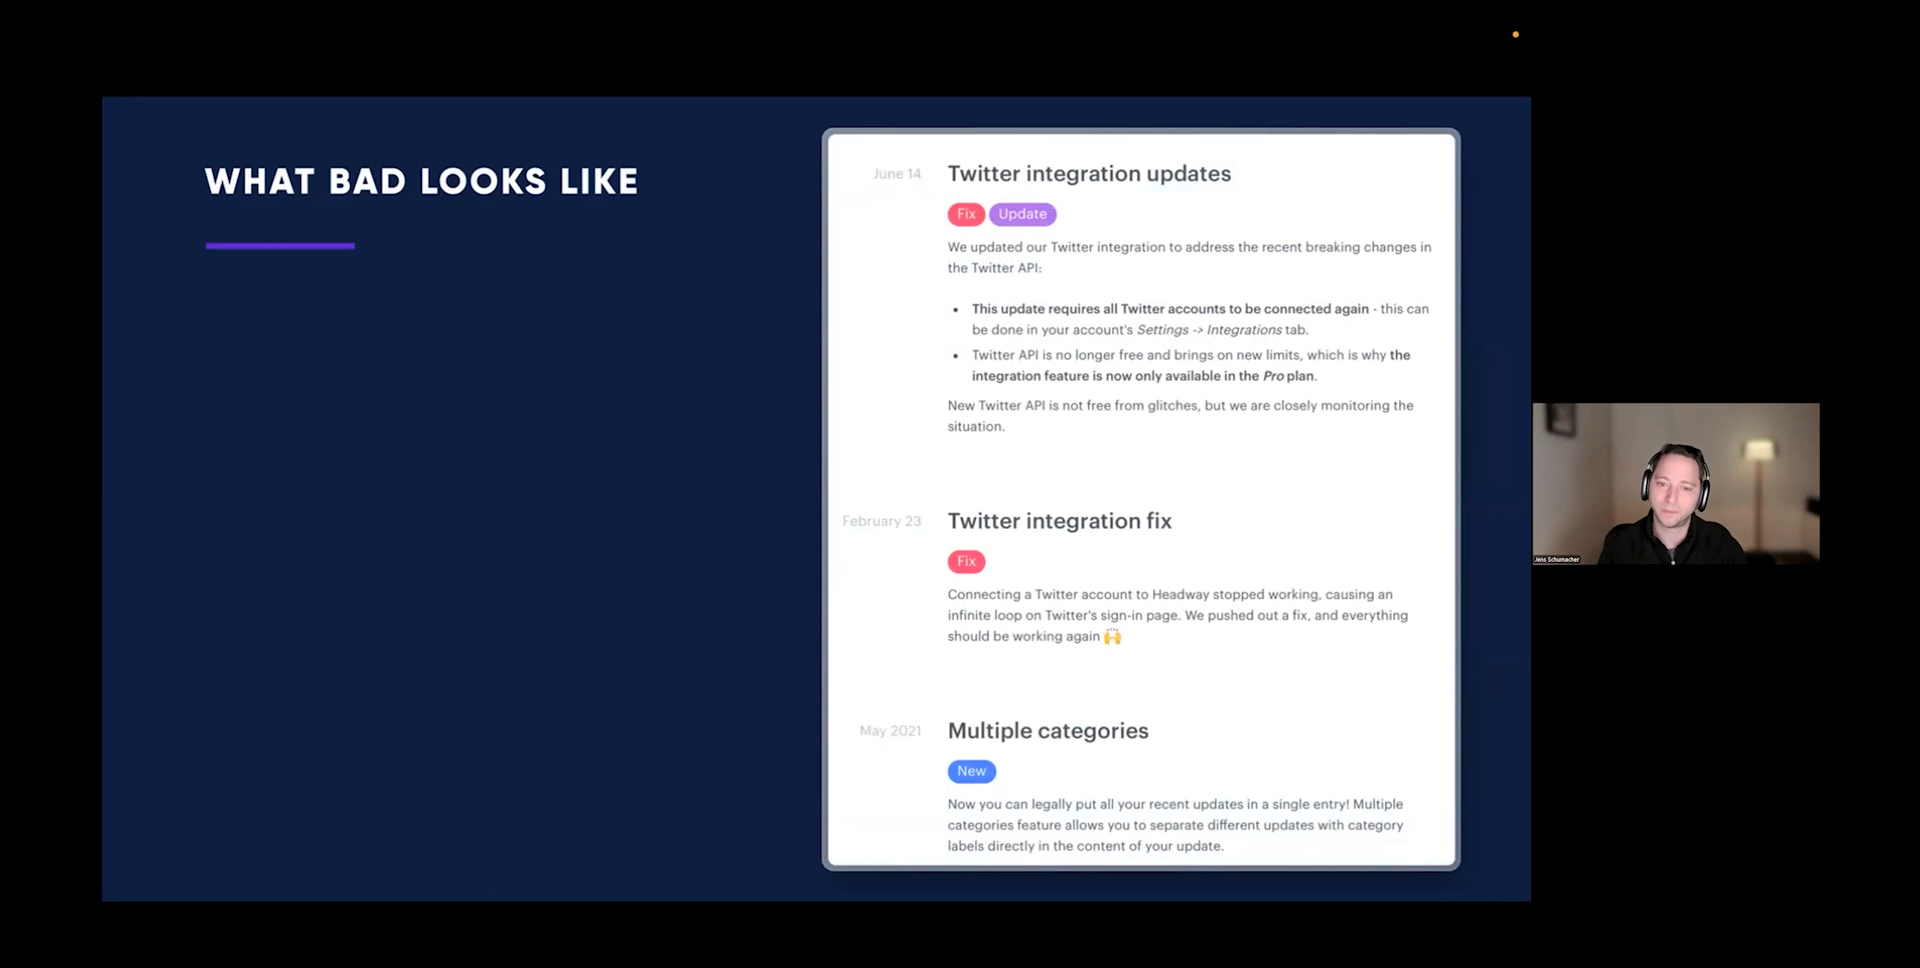 WHAT BAD LOOKS LIKE
June 14
Twitter integration updates
Fix Update
We updated our Twitter integration to address the recent breaking changes in
the Twitter API:
• This update requires all Twitter accounts to be connected again - this can
be done in your account's Settings -> Integrations tab.
• Twitter API is no longer free and brings on new limits, which is why the
integration feature is now only available in the Pro plan.
New Twitter API is not free from glitches, but we are closely monitoring the
situation.
February 23
Twitter integration fix
Fix
Connecting a Twitter account to Headway stopped working, causing an
infinite loop on Twitter's sign-in page. We pushed out a fix, and everything
should be working again 🙌
May 2021
Multiple categories
New
Now you can legally put all your recent updates in a single entry! Multiple
categories feature allows you to separate different updates with category
labels directly in the content of your update.
Jens Schumacher